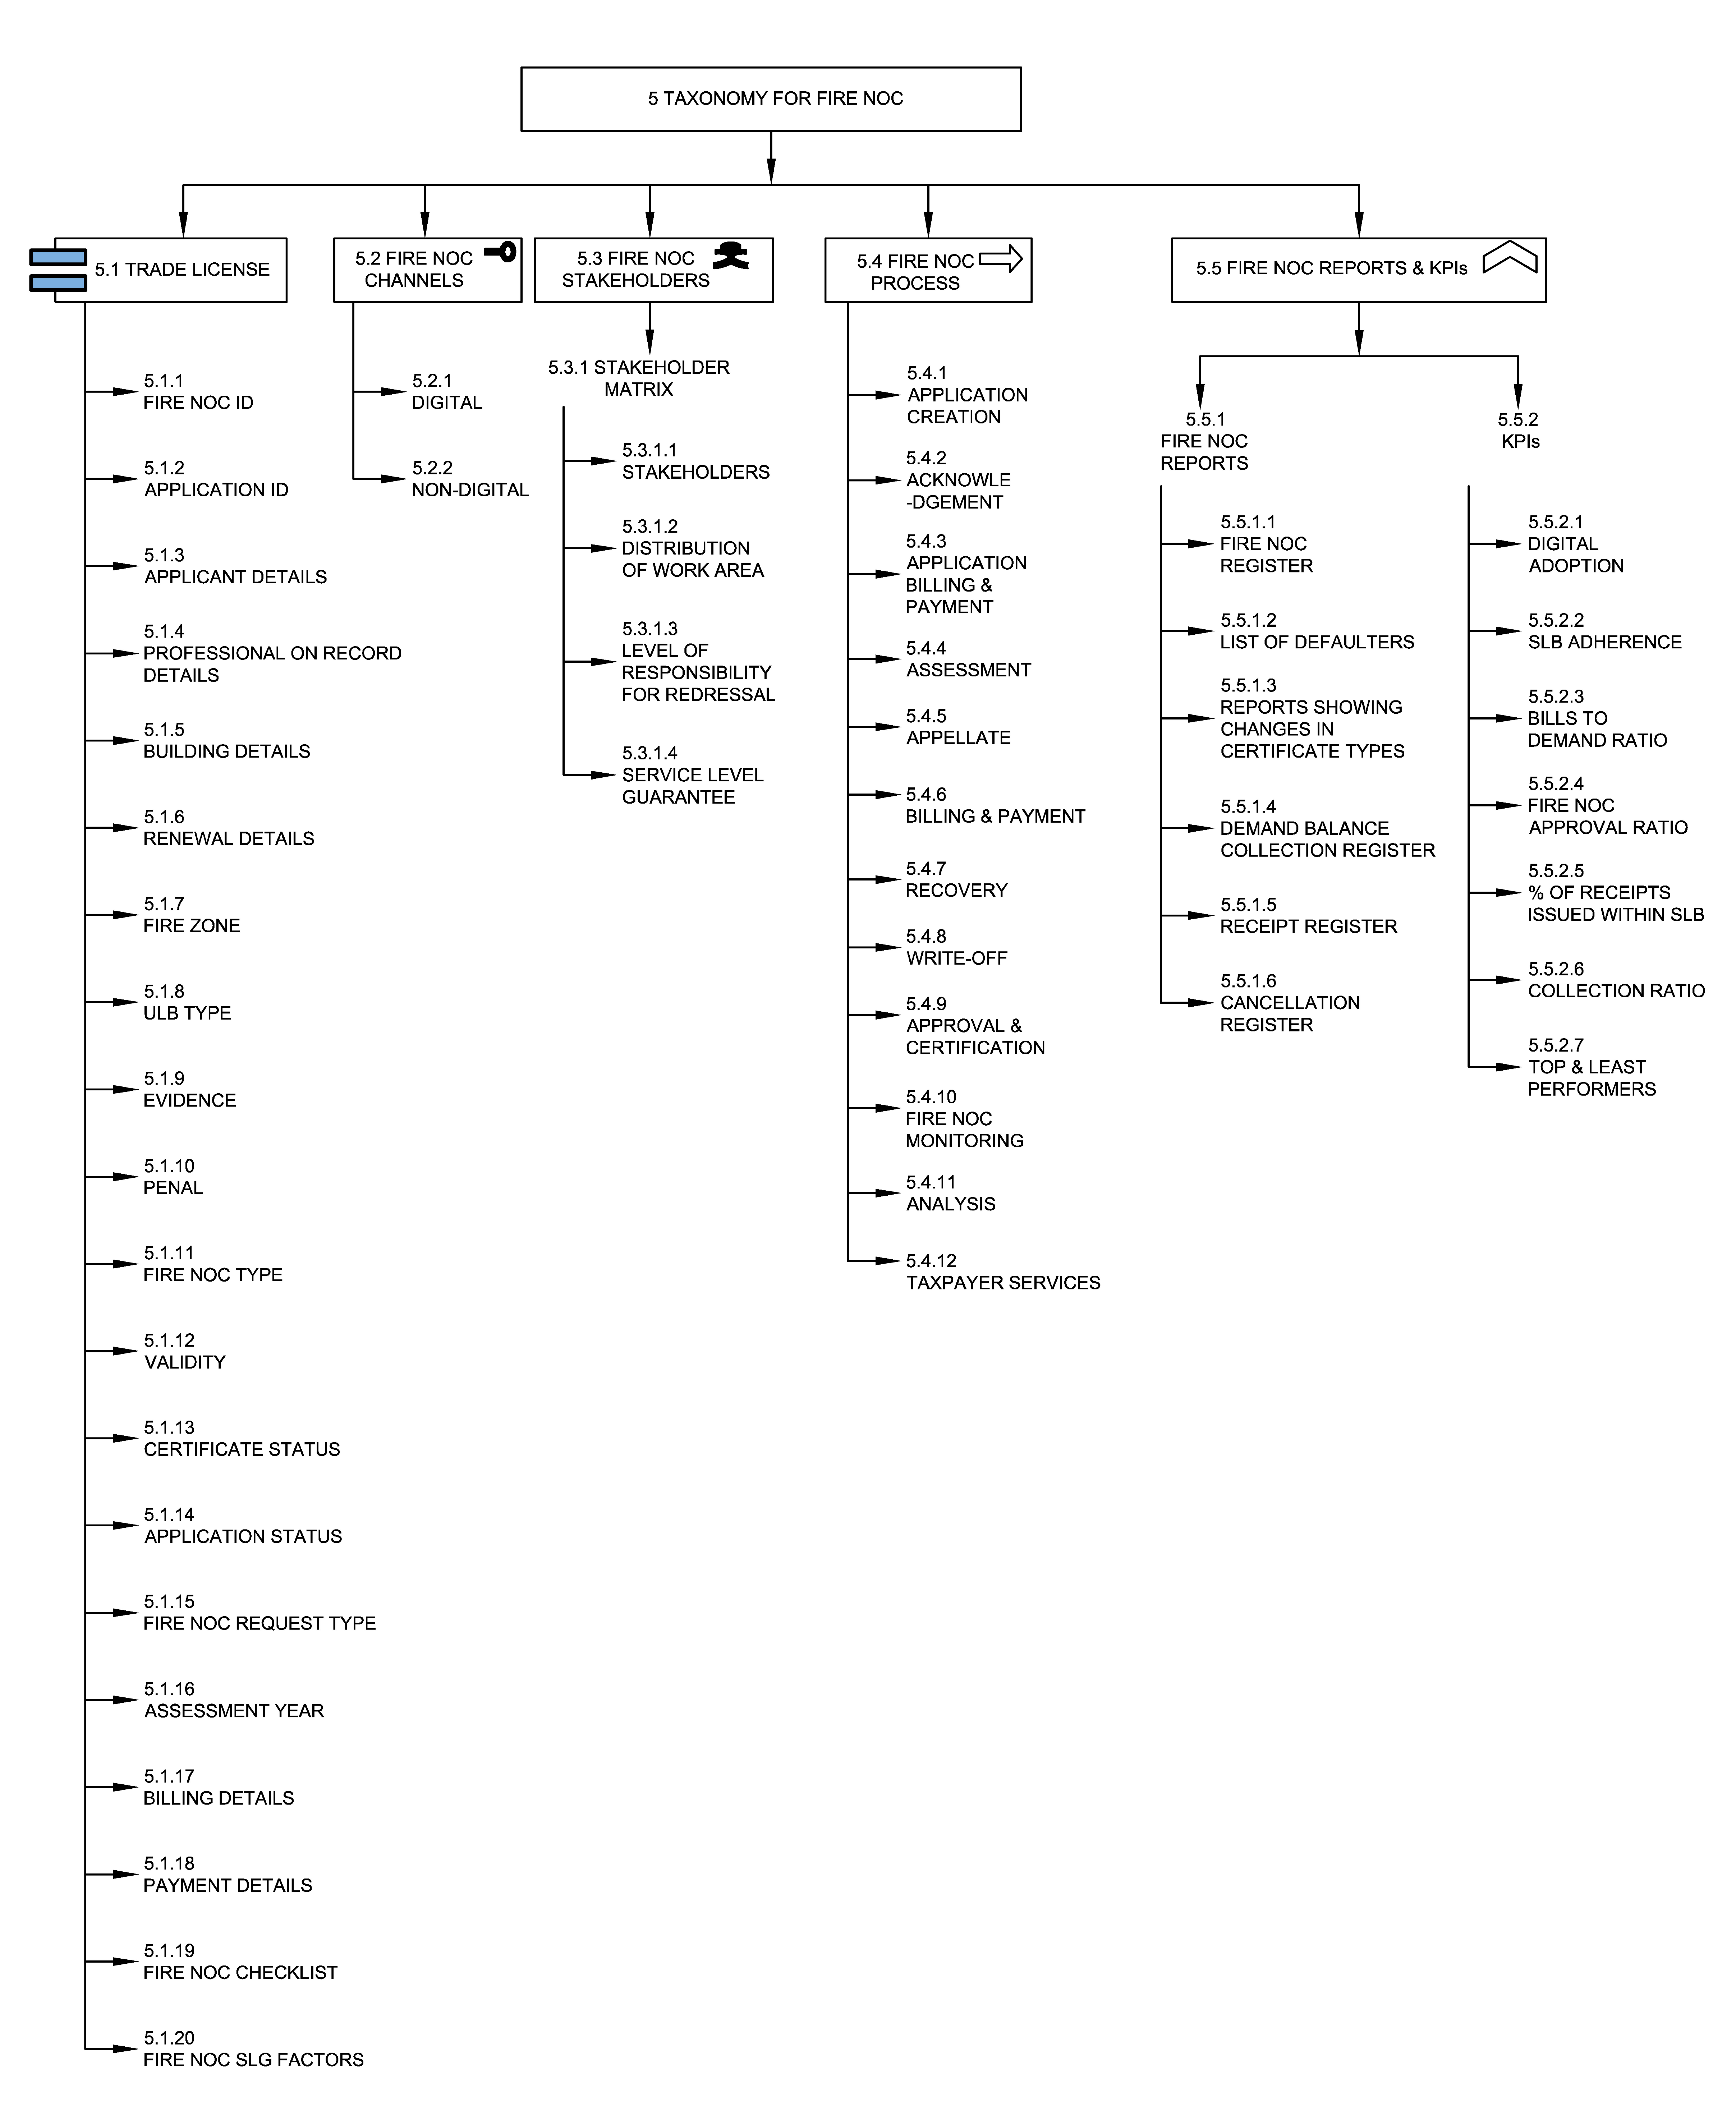 5 TAXONOMY FOR FIRE NOC
5.1 TRADE LICENSE
5.1.1
FIRE NOC ID
5.1.2
APPLICATION ID
5.1.3
APPLICANT DETAILS
5.1.4
PROFESSIONAL ON RECORD
DETAILS
5.1.5
BUILDING DETAILS
5.1.6
RENEWAL DETAILS
5.1.7
FIRE ZONE
5.1.8
ULB TYPE
5.1.9
EVIDENCE
5.1.10
PENAL
5.1.11
FIRE NOC TYPE
5.1.12
VALIDITY
5.1.13
CERTIFICATE STATUS
5.1.14
APPLICATION STATUS
5.1.15
FIRE NOC REQUEST TYPE
5.1.16
ASSESSMENT YEAR
5.1.17
BILLING DETAILS
5.1.18
PAYMENT DETAILS
5.1.19
FIRE NOC CHECKLIST
5.1.20
FIRE NOC SLG FACTORS
5.2 FIRE NOC
CHANNELS
5.2.1
DIGITAL
5.2.2
NON-DIGITAL
5.3 FIRE NOC
STAKEHOLDERS
5.3.1 STAKEHOLDER
MATRIX
5.3.1.1
STAKEHOLDERS
5.3.1.2
DISTRIBUTION
OF WORK AREA
5.3.1.3
LEVEL OF
RESPONSIBILITY
FOR REDRESSAL
5.3.1.4
SERVICE LEVEL
GUARANTEE
5.4 FIRE NOC
PROCESS
5.4.1
APPLICATION
CREATION
5.4.2
ACKNOWLE
-DGEMENT
5.4.3
APPLICATION
BILLING &
PAYMENT
5.4.4
ASSESSMENT
5.4.5
APPELLATE
5.4.6
BILLING & PAYMENT
5.4.7
RECOVERY
5.4.8
WRITE-OFF
5.4.9
APPROVAL &
CERTIFICATION
5.4.10
FIRE NOC
MONITORING
5.4.11
ANALYSIS
5.4.12
TAXPAYER SERVICES
5.5 FIRE NOC REPORTS & KPIs
5.5.1
FIRE NOC
REPORTS
5.5.1.1
FIRE NOC
REGISTER
5.5.1.2
LIST OF DEFAULTERS
5.5.1.3
REPORTS SHOWING
CHANGES IN
CERTIFICATE TYPES
5.5.1.4
DEMAND BALANCE
COLLECTION REGISTER
5.5.1.5
RECEIPT REGISTER
5.5.1.6
CANCELLATION
REGISTER
5.5.2
KPIs
5.5.2.1
DIGITAL
ADOPTION
5.5.2.2
SLB ADHERENCE
5.5.2.3
BILLS TO
DEMAND RATIO
5.5.2.4
FIRE NOC
APPROVAL RATIO
5.5.2.5
% OF RECEIPTS
ISSUED WITHIN SLB
5.5.2.6
COLLECTION RATIO
5.5.2.7
TOP & LEAST
PERFORMERS